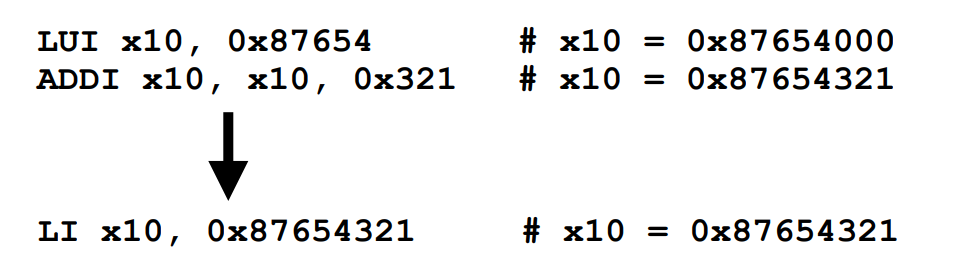 LUI x10, 0x87654 # x10 = 0x87654000
ADDI x10, x10, 0x321 # x10 = 0x87654321
LI x10, 0x87654321 # x10 = 0x87654321